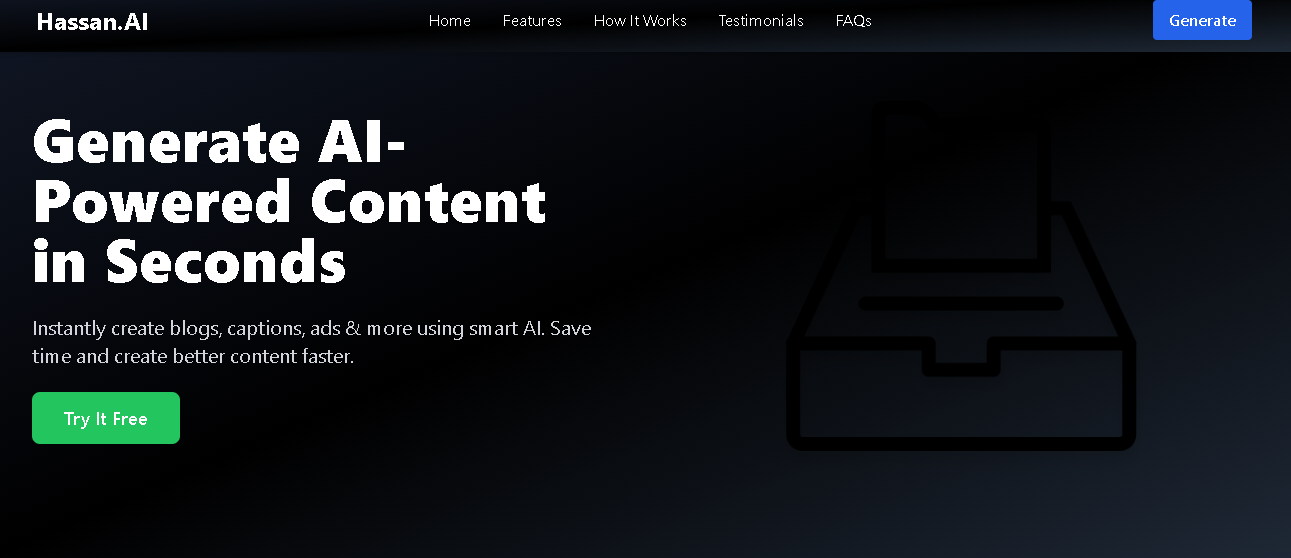 Hassan.AI
Home Features How It Works Testimonials FAQs
Generate
Generate AI-
Powered Content
in Seconds
Instantly create blogs, captions, ads & more using smart AI. Save
time and create better content faster.
Try It Free